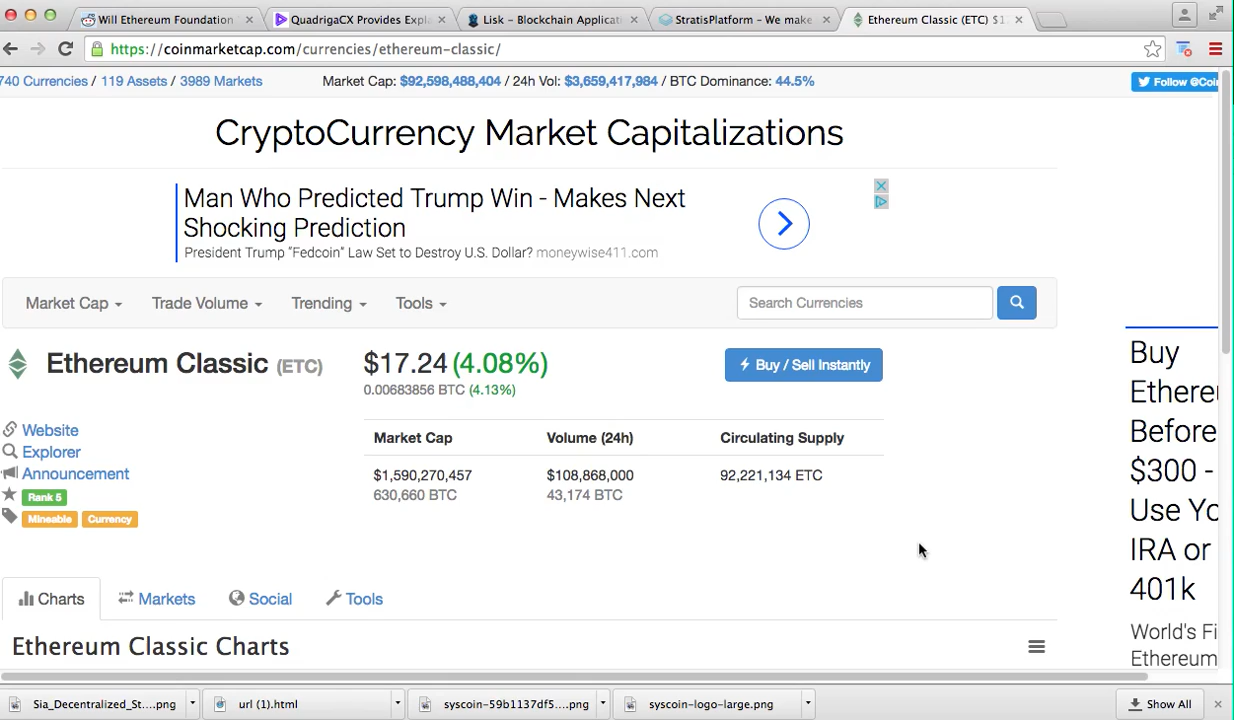 Will Ethereum Foundation
QuadrigaCX Provides Expl
Lisk – Blockchain Applicati
StratisPlatform – We make
Ethereum Classic (ETC) $1
https://coinmarketcap.com/currencies/ethereum-classic/
740 Currencies / 119 Assets / 3989 Markets
Market Cap: $92,598,488,404 / 24h Vol: $3,659,417,984 / BTC Dominance: 44.5%
Follow @Coin
CryptoCurrency Market Capitalizations
Man Who Predicted Trump Win - Makes Next
Shocking Prediction
President Trump "Fedcoin" Law Set to Destroy U.S. Dollar? moneywise411.com
Market Cap
Trade Volume
Trending
Tools
Search Currencies
Ethereum Classic (ETC)
$17.24 (4.08%)
0.00683856 BTC (4.13%)
Buy / Sell Instantly
Website
Explorer
Announcement
Rank 5
Mineable Currency
Market Cap Volume (24h) Circulating Supply
$1,590,270,457 $108,868,000 92,221,134 ETC
630,660 BTC 43,174 BTC
Buy
Ethereu
Before
$300 -
Use Yo
IRA or
401k
World's Fi
Ethereum
Charts Markets Social Tools
Ethereum Classic Charts
Sia_Decentralized_St....png
url (1).html
syscoin-59b1137df5....png
syscoin-logo-large.png
Show All